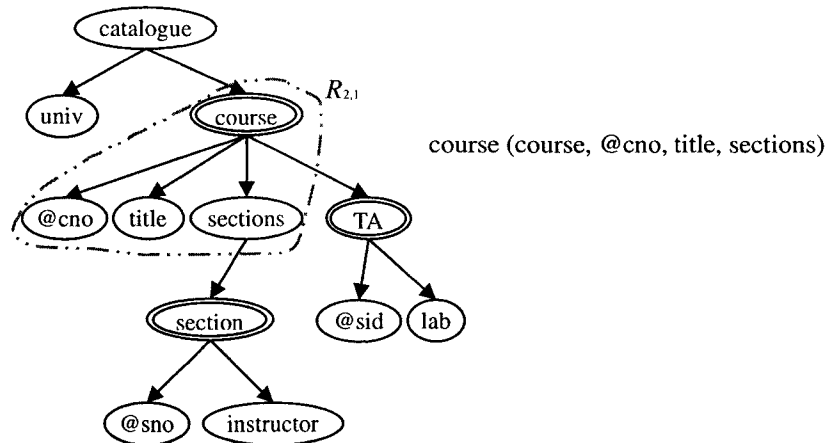 catalogue
R2,1
univ
course
course (course, @cno, title, sections)
@cno title sections TA
section @sid lab
@sno instructor